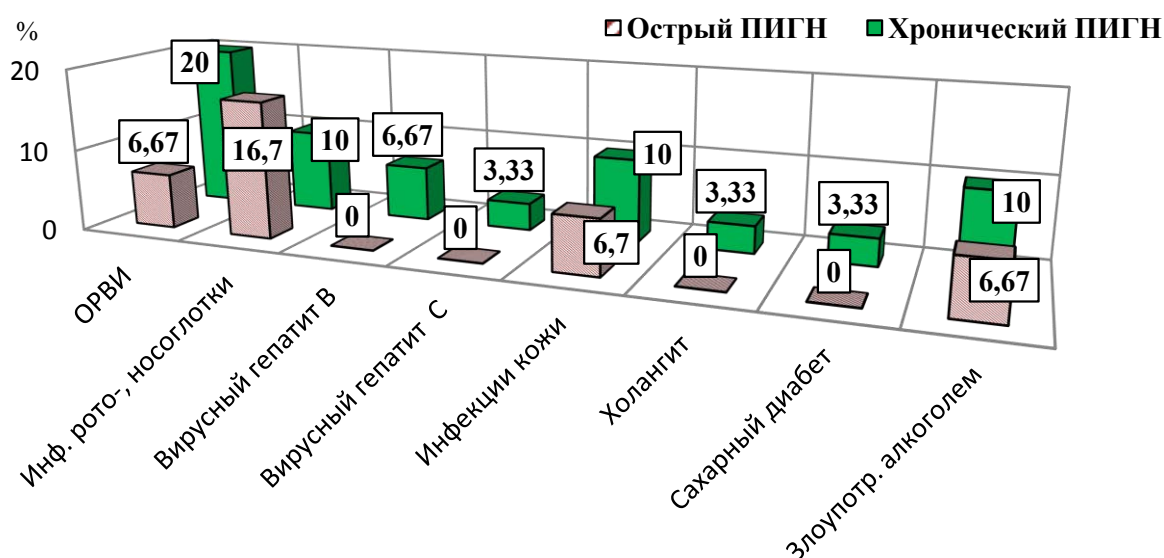 %
Острый ПИГН Хронический ПИГН
20
10
0
6,67
20
16,7
10
0
6,67
0
3,33
6,7
10
0
3,33
0
3,33
6,67
10
ОРВИ
Инф. рото-, носоглотки
Вирусный гепатит В
Вирусный гепатит С
Инфекции кожи
Холангит
Сахарный диабет
Злоупотр. алкоголем